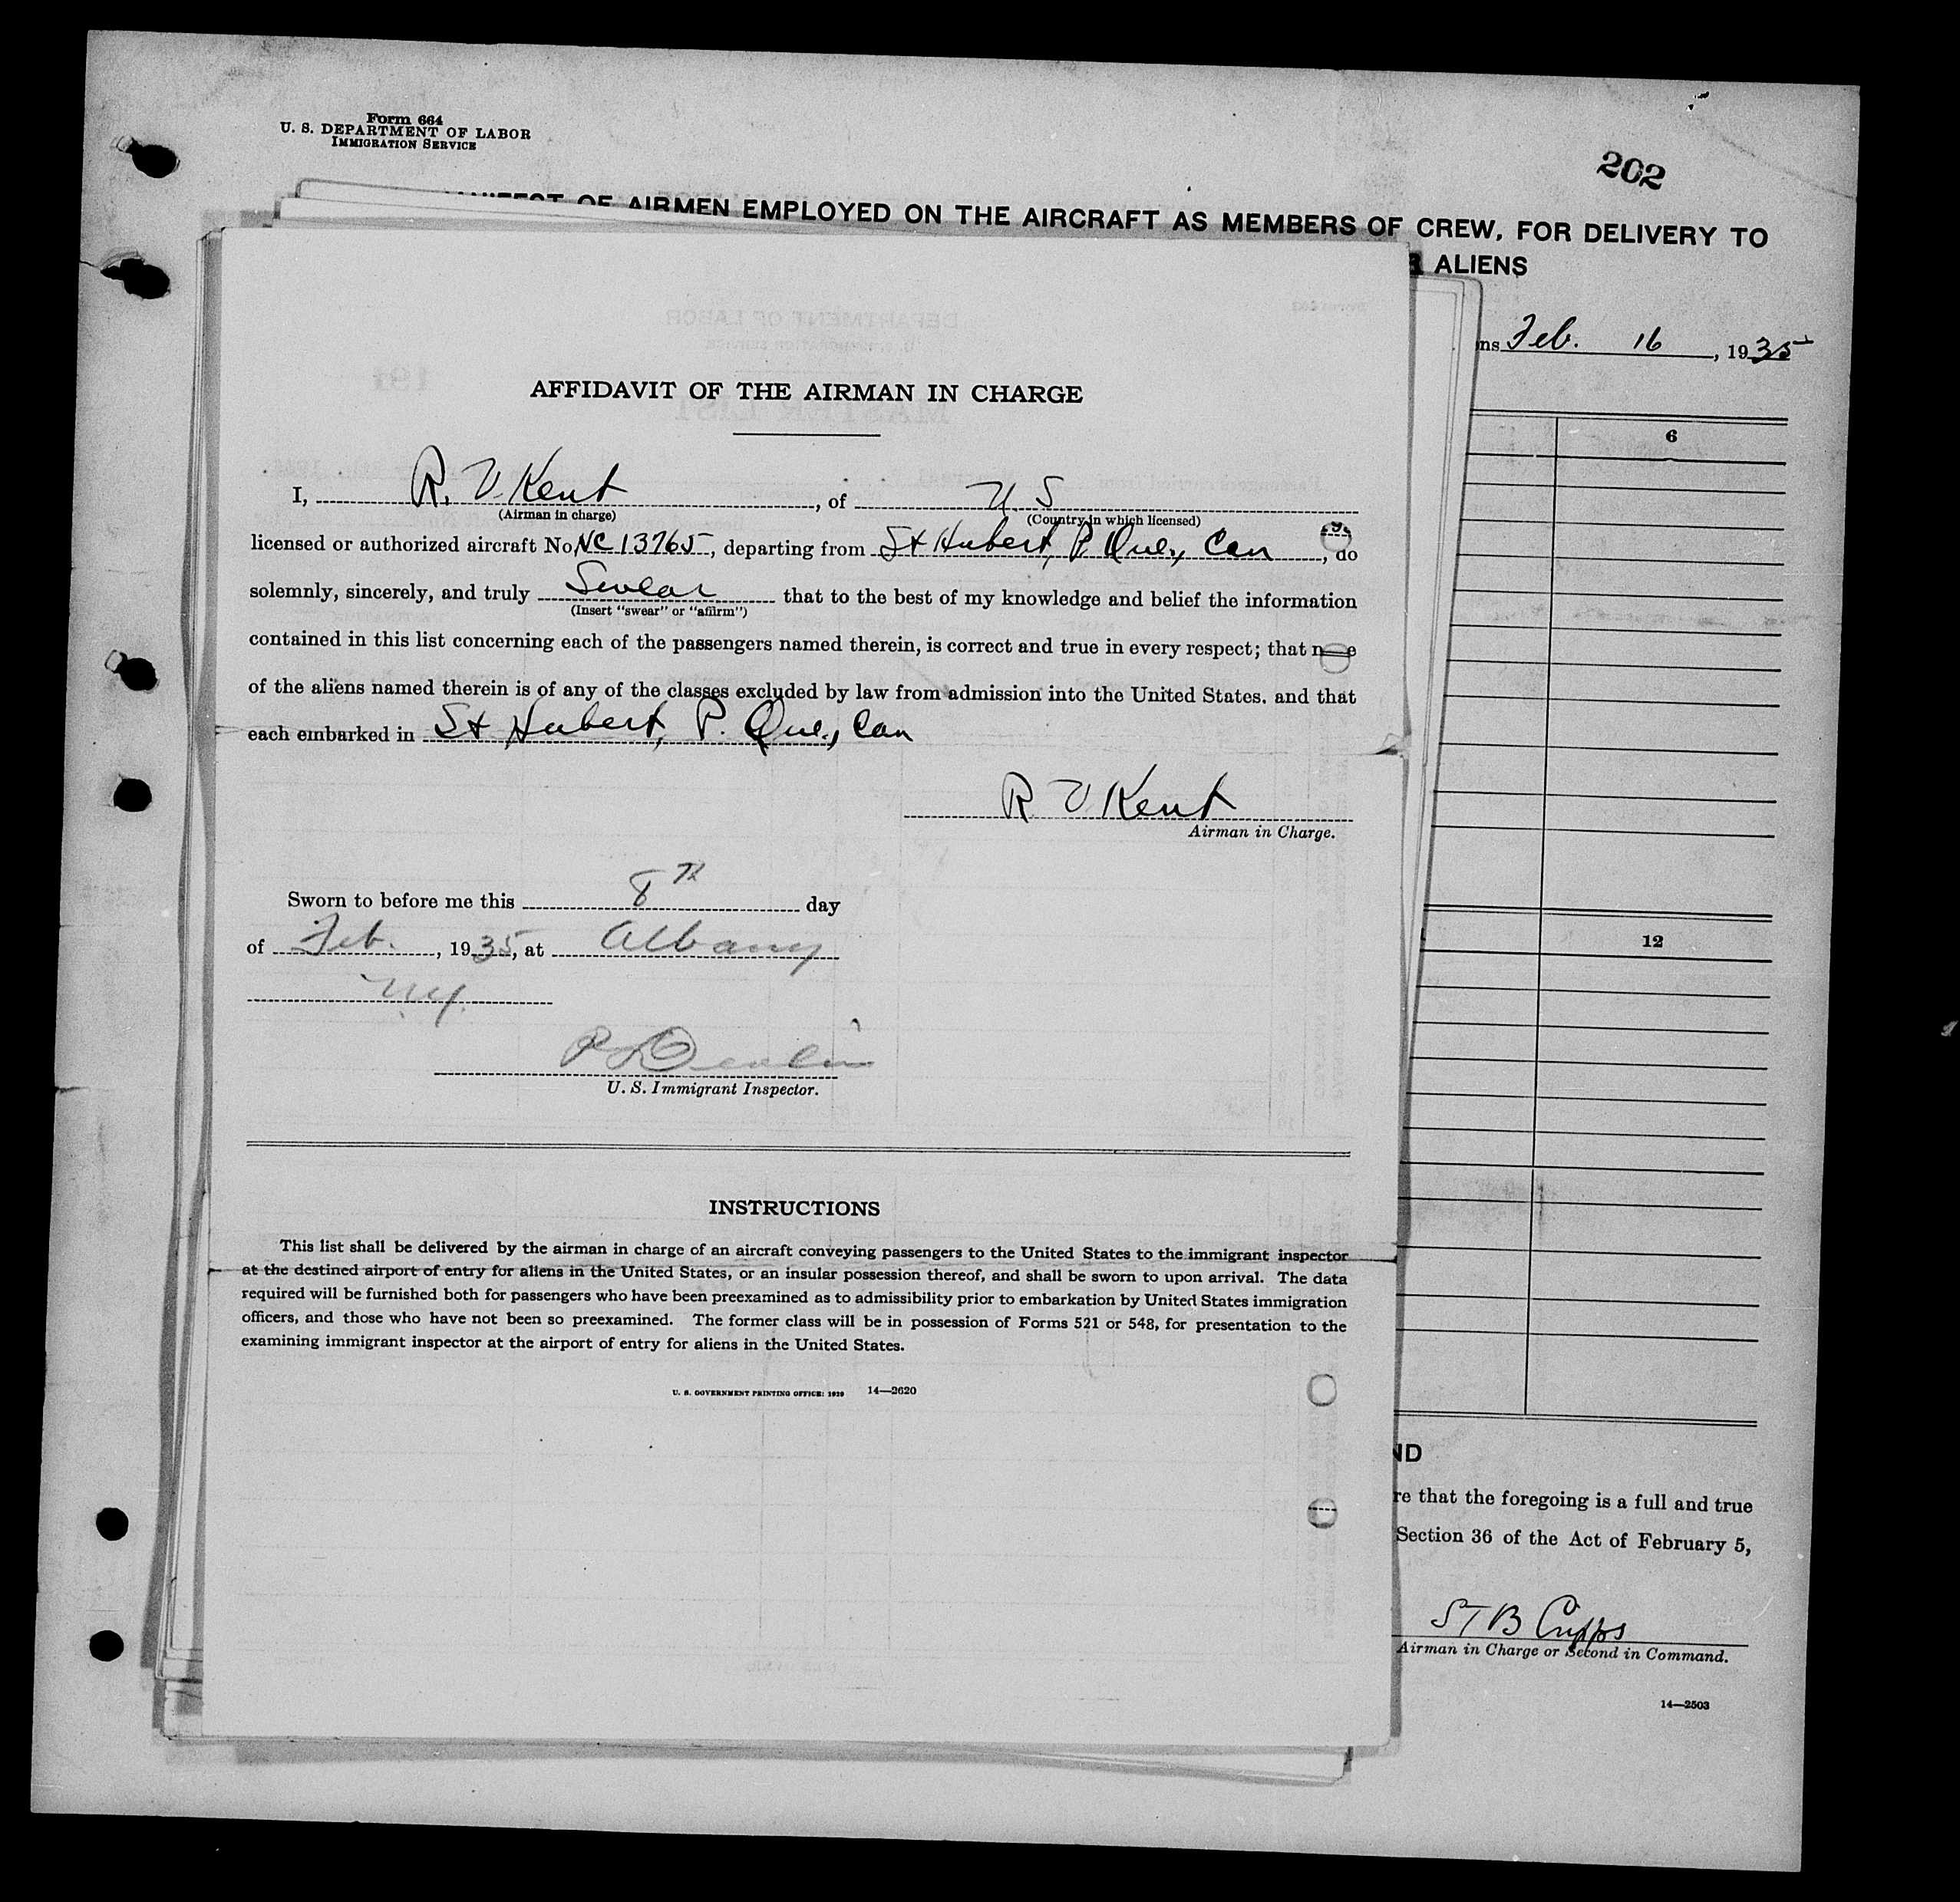 Form 664
U. S. DEPARTMENT OF LABOR
IMMIGRATION SERVICE
202
OF AIRMEN EMPLOYED ON THE AIRCRAFT AS MEMBERS OF CREW, FOR DELIVERY TO
ALIENS
Feb. 16, 1935
6
12
AFFIDAVIT OF THE AIRMAN IN CHARGE
I, R. V. Kent, of U S
(Airman in charge) (Country in which licensed)
licensed or authorized aircraft No NC 13765, departing from St Hubert, P. Que., Can, do
solemnly, sincerely, and truly Swear that to the best of my knowledge and belief the information
(Insert "swear" or "affirm")
contained in this list concerning each of the passengers named therein, is correct and true in every respect; that
of the aliens named therein is of any of the classes excluded by law from admission into the United States. and that
each embarked in St Hubert, P. Que., Can
R V Kent
Airman in Charge.
Sworn to before me this 8th day
of Feb., 1935, at Albany
N.Y.
U. S. Immigrant Inspector.
INSTRUCTIONS
This list shall be delivered by the airman in charge of an aircraft conveying passengers to the United States to the immigrant inspector
at the destined airport of entry for aliens in the United States, or an insular possession thereof, and shall be sworn to upon arrival. The data
required will be furnished both for passengers who have been preexamined as to admissibility prior to embarkation by United States immigration
officers, and those who have not been so preexamined. The former class will be in possession of Forms 521 or 548, for presentation to the
examining immigrant inspector at the airport of entry for aliens in the United States.
U. S. GOVERNMENT PRINTING OFFICE: 1929 14—2620
that the foregoing is a full and true
Section 36 of the Act of February 5,
S T B Cripps
Airman in Charge or Second in Command.
14—2503